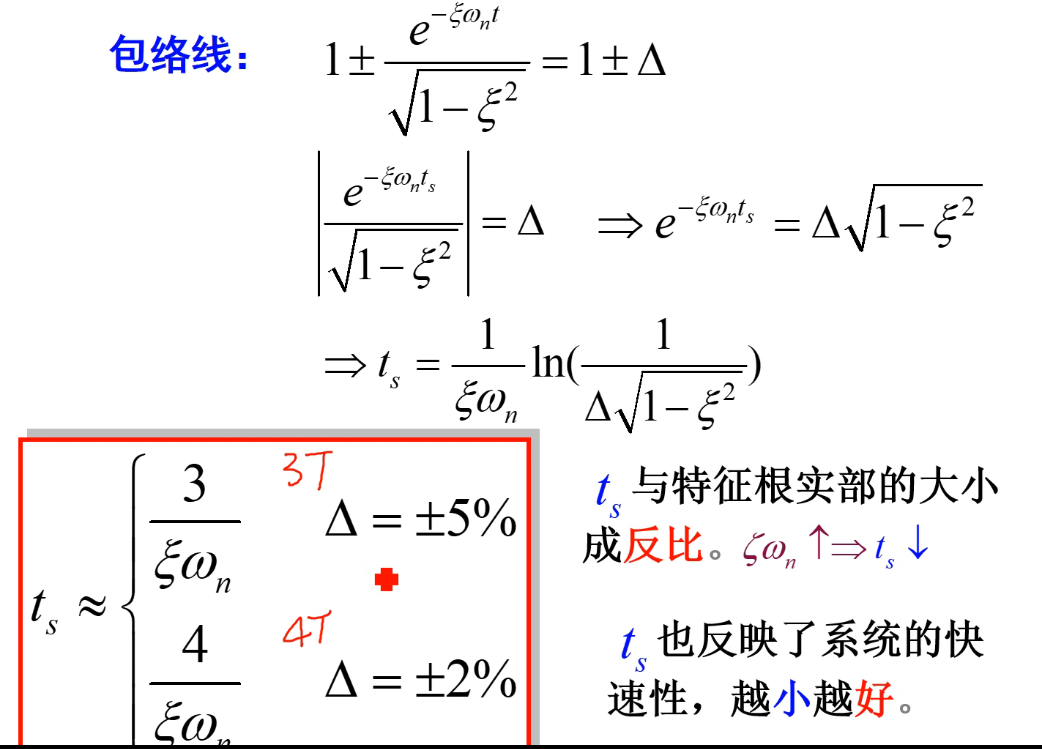 包络线： $1 \pm \frac{e^{-\xi\omega_n t}}{\sqrt{1-\xi^2}} = 1 \pm \Delta$
$\left|\frac{e^{-\xi\omega_n t_s}}{\sqrt{1-\xi^2}}\right| = \Delta \quad \Rightarrow e^{-\xi\omega_n t_s} = \Delta\sqrt{1-\xi^2}$
$\Rightarrow t_s = \frac{1}{\xi\omega_n}\ln(\frac{1}{\Delta\sqrt{1-\xi^2}})$
$t_s \approx \begin{cases} \frac{3}{\xi\omega_n} & \Delta = \pm 5\% \\ \frac{4}{\xi\omega_n} & \Delta = \pm 2\% \end{cases}$
3T
4T
$t_s$ 与特征根实部的大小
成反比。$\zeta\omega_n \uparrow \Rightarrow t_s \downarrow$
$t_s$ 也反映了系统的快
速性，越小越好。